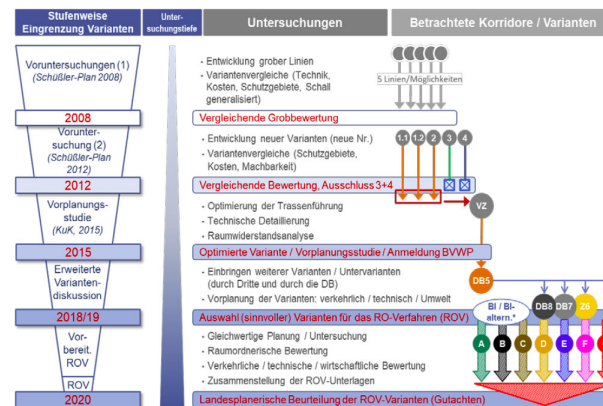 Stufenweise
Eingrenzung Varianten
Unter-
suchungstiefe
Untersuchungen
Betrachtete Korridore / Varianten
Voruntersuchungen (1)
(Schüßler-Plan 2008)
- Entwicklung grober Linien
- Variantenvergleiche (Technik,
Kosten, Schutzgebiete, Schall
generalisiert)
5 Linien/Möglichkeiten
2008
Vergleichende Grobbewertung
Vorunter-
suchung (2)
(Schüßler-Plan
2012)
- Entwicklung neuer Varianten (neue Nr.)
- Variantenvergleiche (Schutzgebiete,
Kosten, Machbarkeit)
1.1
1.2
2
3
4
2012
Vergleichende Bewertung, Ausschluss 3+4
Vorplanungs-
studie
(KuK, 2015)
- Optimierung der Trassenführung
- Technische Detaillierung
- Raumwiderstandsanalyse
VZ
2015
Optimierte Variante / Vorplanungsstudie / Anmeldung BVWP
Erweiterte
Varianten-
diskussion
- Einbringen weiterer Varianten / Untervarianten
(durch Dritte und durch die DB)
- Vorplanung der Varianten: verkehrlich / technisch / Umwelt
DB5
BI / BI-
altern.*
DB8
DB7
Z6
2018/19
Auswahl (sinnvoller) Varianten für das RO-Verfahren (ROV)
Vor-
bereit.
ROV
- Gleichwertige Planung / Untersuchung
- Raumordnerische Bewertung
- Verkehrliche / technische / wirtschaftliche Bewertung
- Zusammenstellung der ROV-Unterlagen
A
B
C
D
E
F
ROV
2020
Landesplanerische Beurteilung der ROV-Varianten (Gutachten)